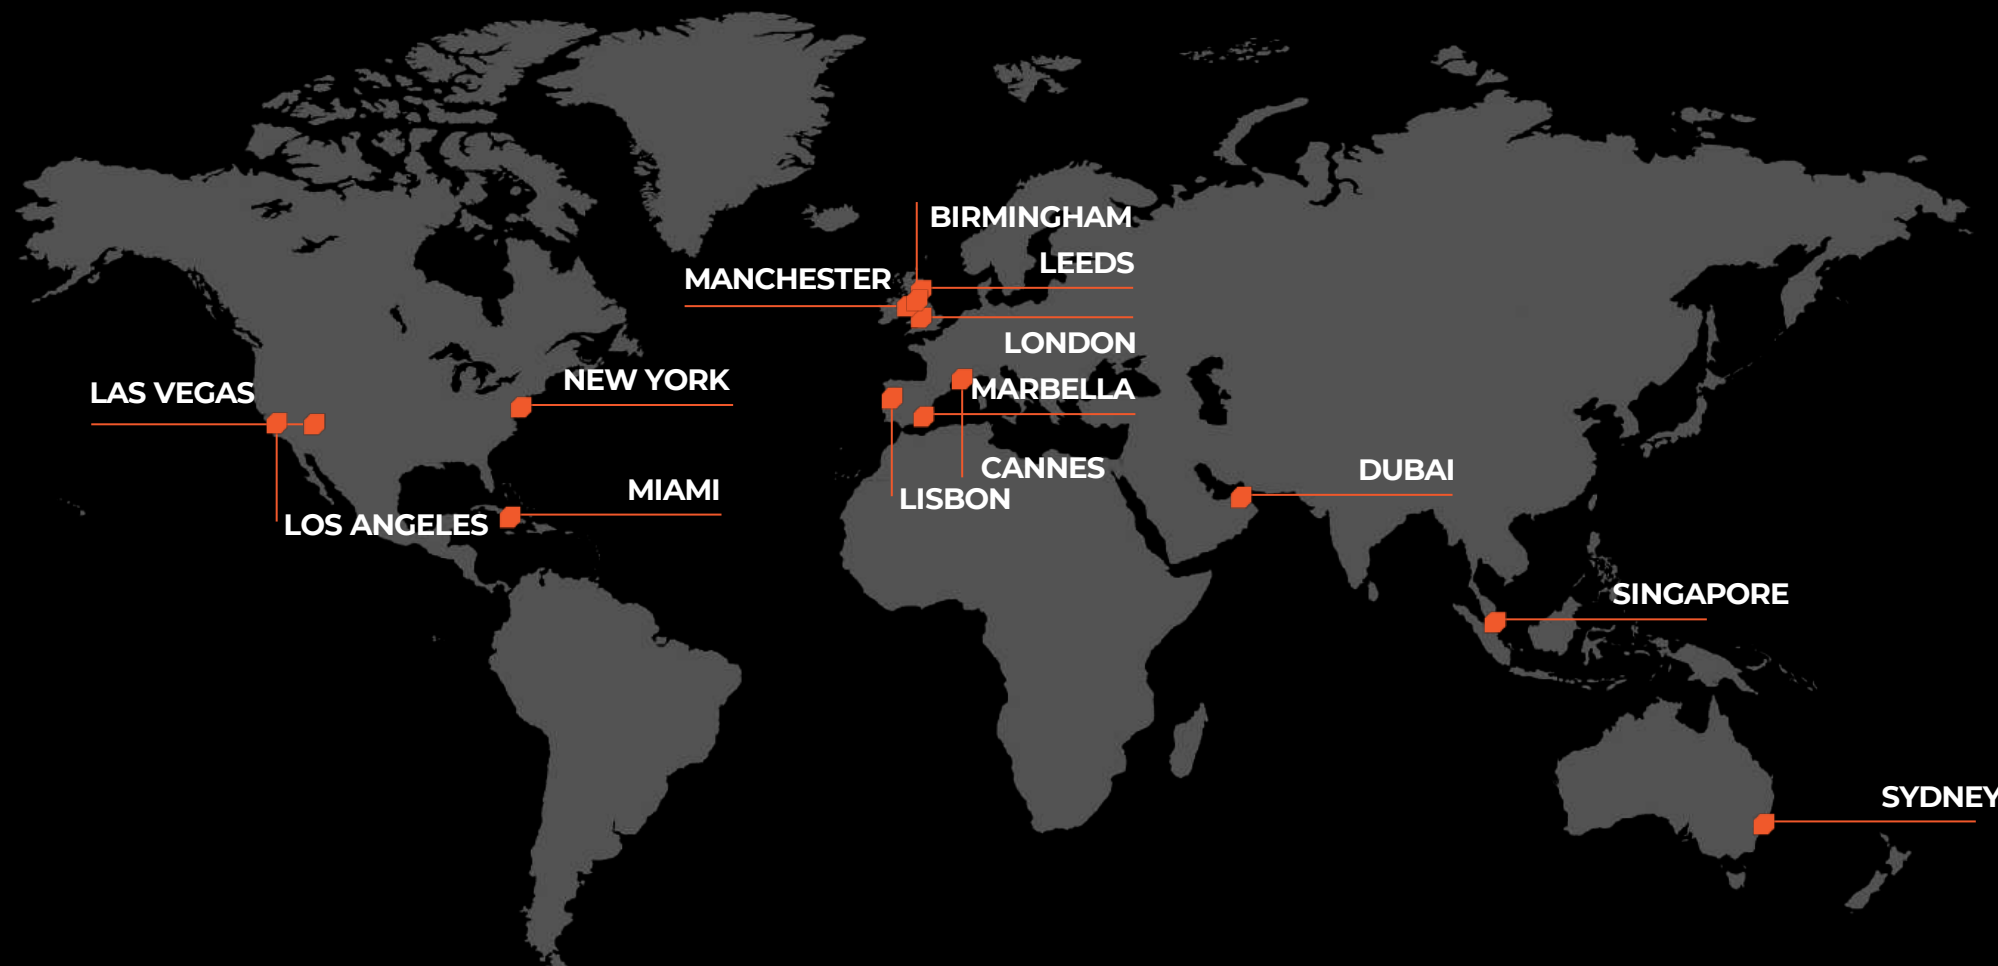 BIRMINGHAM
LEEDS
MANCHESTER
LONDON
NEW YORK
MARBELLA
LAS VEGAS
CANNES
DUBAI
MIAMI
LISBON
LOS ANGELES
SINGAPORE
SYDNEY